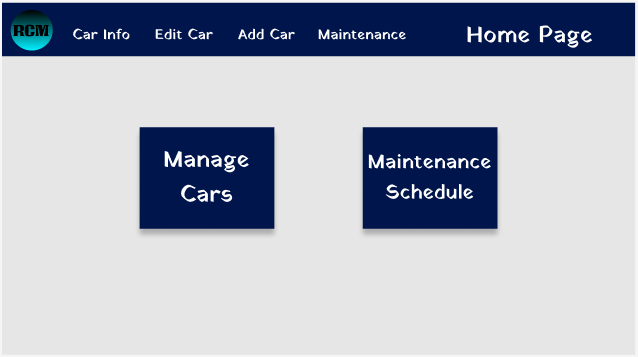 RCM
Car Info
Edit Car
Add Car
Maintenance
Home Page
Manage
Cars
Maintenance
Schedule